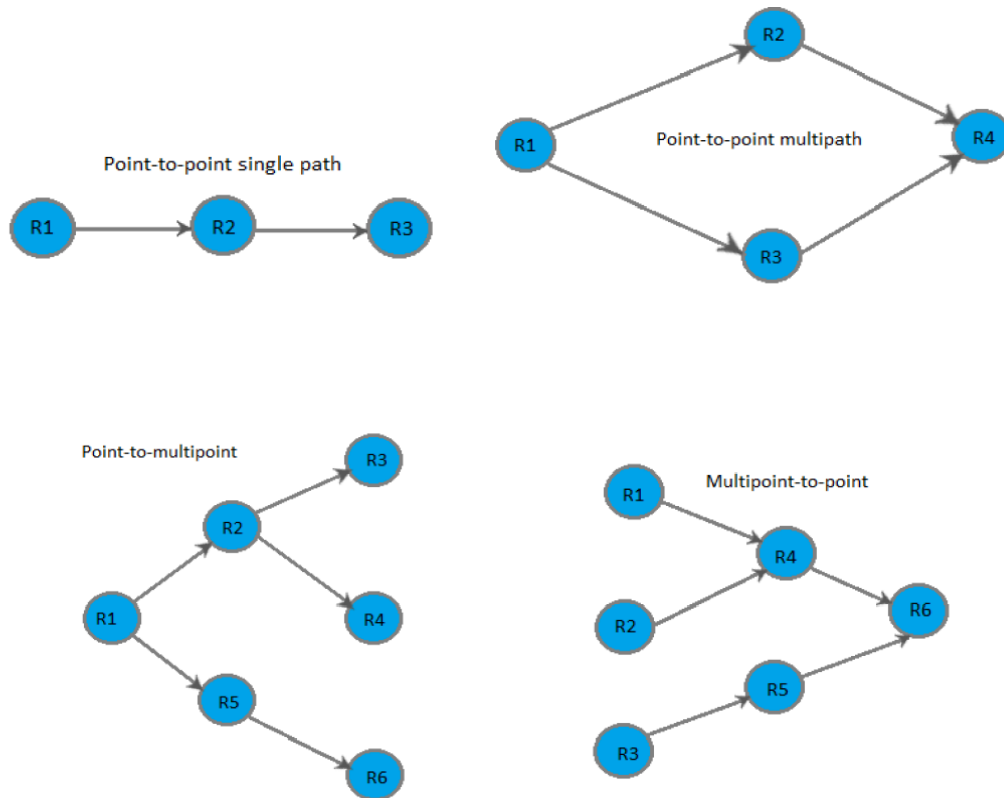 Point-to-point single path
R1
R2
R3
R2
R1
Point-to-point multipath
R4
R3
Point-to-multipoint
R3
R2
R1
R4
R5
R6
Multipoint-to-point
R1
R4
R2
R6
R5
R3